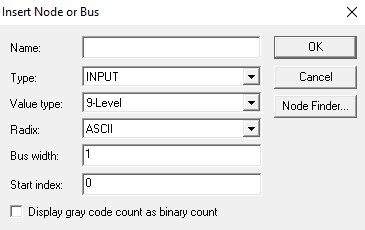 Insert Node or Bus
Name:
OK
Type: INPUT
Cancel
Value type: 9-Level
Node Finder...
Radix: ASCII
Bus width: 1
Start index: 0
Display gray code count as binary count